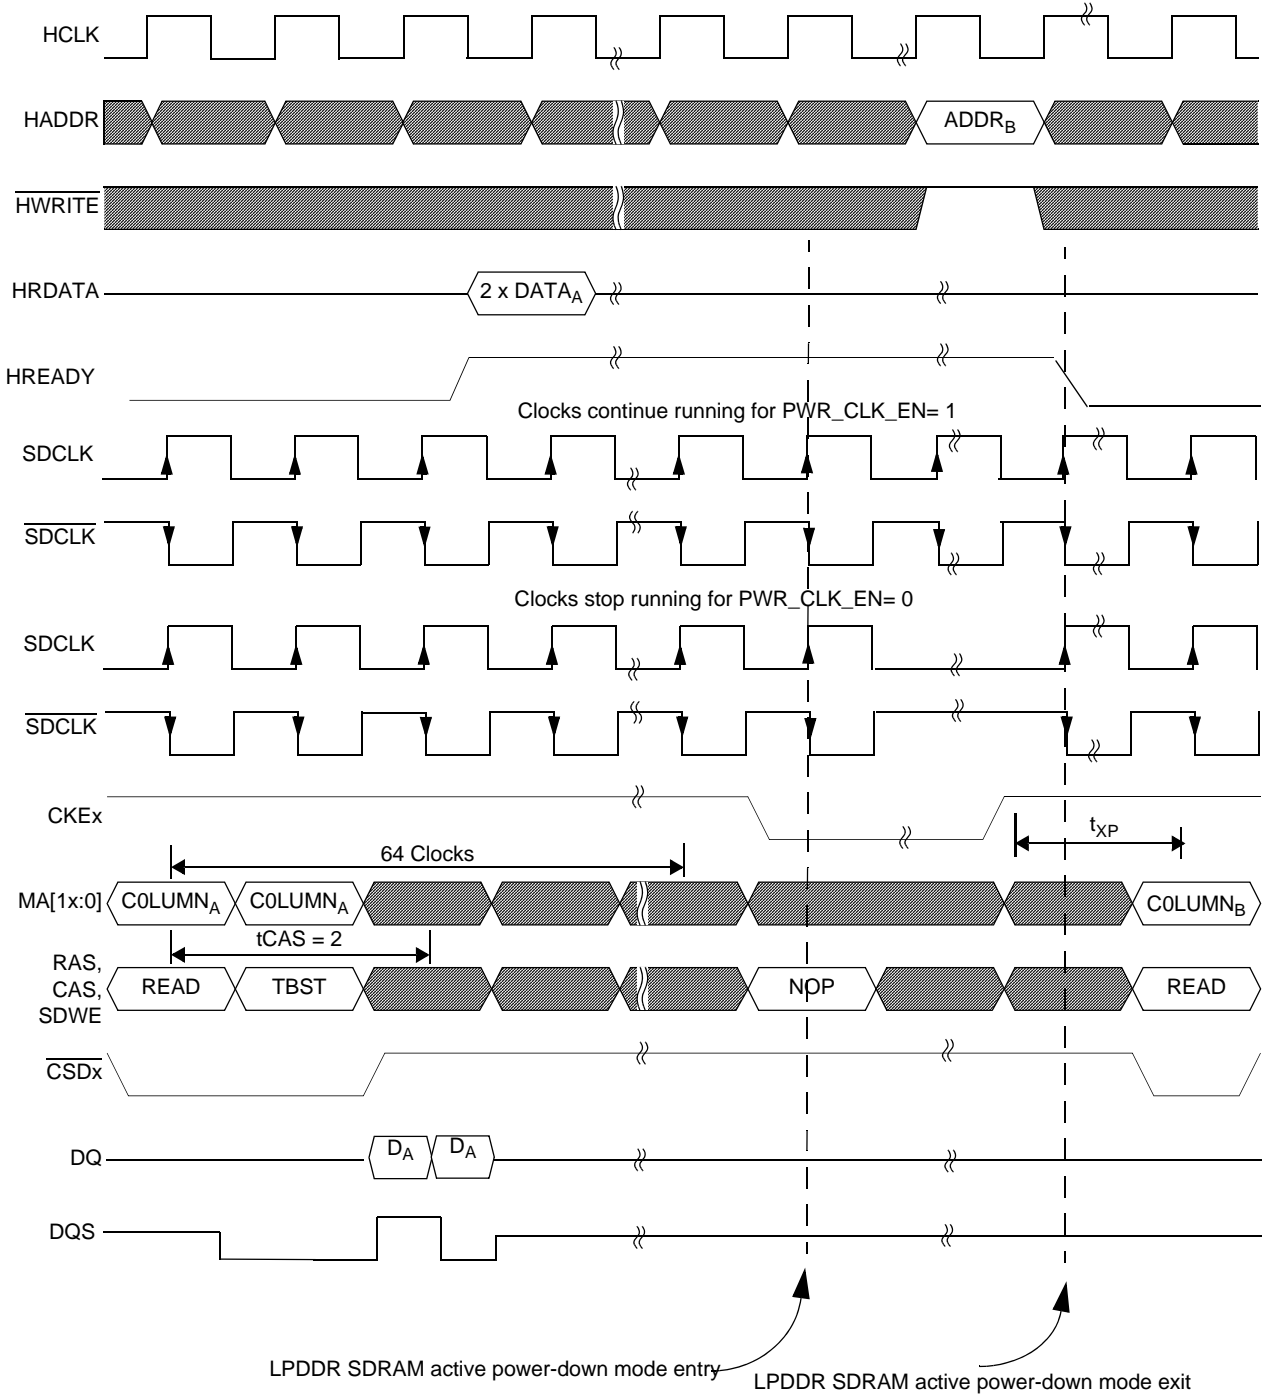 HCLK
HADDR
ADDRB
HWRITE
HRDATA
2 x DATAA
HREADY
Clocks continue running for PWR_CLK_EN= 1
SDCLK
SDCLK
Clocks stop running for PWR_CLK_EN= 0
SDCLK
SDCLK
CKEx
tXP
64 Clocks
MA[1x:0] C0LUMNA C0LUMNA C0LUMNB
tCAS = 2
RAS,
CAS,
SDWE
READ TBST NOP READ
CSDx
DQ DA DA
DQS
LPDDR SDRAM active power-down mode entry
LPDDR SDRAM active power-down mode exit